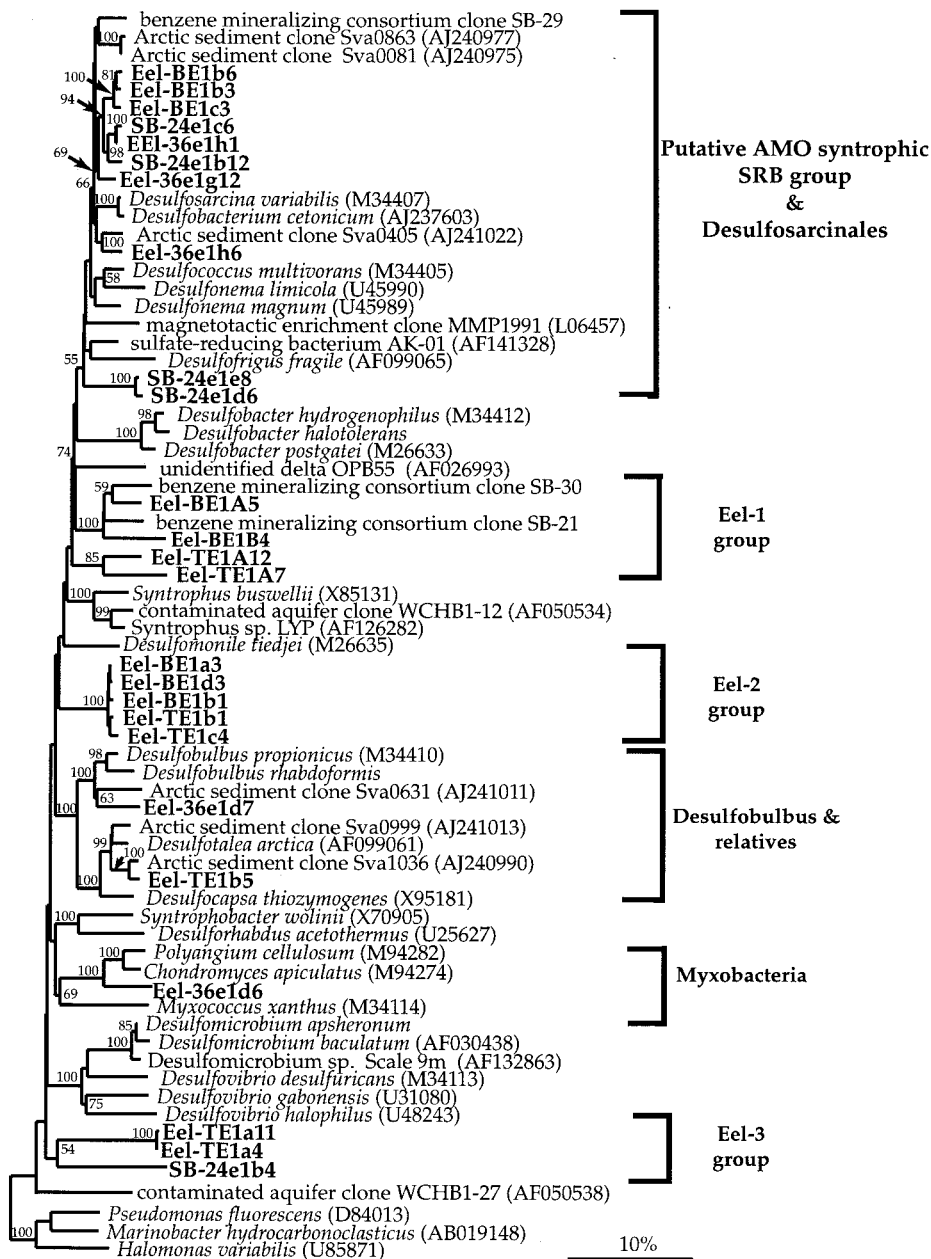 benzene mineralizing consortium clone SB-29
Arctic sediment clone Sva0863 (AJ240977)
100
Arctic sediment clone Sva0081 (AJ240975)
Eel-BE1b6
81
100
Eel-BE1b3
94
Eel-BE1c3
100
SB-24e1c6
EEl-36e1h1
98
SB-24e1b12
69
Eel-36e1g12
66
Putative AMO syntrophic
SRB group
&
Desulfosarcinales
Desulfosarcina variabilis (M34407)
100
Desulfobacterium cetonicum (AJ237603)
Arctic sediment clone Sva0405 (AJ241022)
100
Eel-36e1h6
Desulfococcus multivorans (M34405)
58
Desulfonema limicola (U45990)
Desulfonema magnum (U45989)
magnetotactic enrichment clone MMP1991 (L06457)
sulfate-reducing bacterium AK-01 (AF141328)
55
Desulfofrigus fragile (AF099065)
100
SB-24e1e8
SB-24e1d6
98
Desulfobacter hydrogenophilus (M34412)
100
Desulfobacter halotolerans
74
Desulfobacter postgatei (M26633)
unidentified delta OPB55 (AF026993)
59
benzene mineralizing consortium clone SB-30
Eel-BE1A5
100
benzene mineralizing consortium clone SB-21
Eel-BE1B4
85
Eel-TE1A12
Eel-TE1A7
Eel-1
group
100
Syntrophus buswellii (X85131)
99
contaminated aquifer clone WCHB1-12 (AF050534)
Syntrophus sp. LYP (AF126282)
Desulfomonile tiedjei (M26635)
Eel-BE1a3
Eel-BE1d3
100
Eel-BE1b1
Eel-TE1b1
Eel-TE1c4
Eel-2
group
98
Desulfobulbus propionicus (M34410)
100
Desulfobulbus rhabdoformis
Arctic sediment clone Sva0631 (AJ241011)
63
100
Eel-36e1d7
Arctic sediment clone Sva0999 (AJ241013)
99
Desulfotalea arctica (AF099061)
100
Arctic sediment clone Sva1036 (AJ240990)
100
Eel-TE1b5
Desulfocapsa thiozymogenes (X95181)
Desulfobulbus &
relatives
100
Syntrophobacter wolinii (X70905)
Desulforhabdus acetothermus (U25627)
100
Polyangium cellulosum (M94282)
100
Chondromyces apiculatus (M94274)
Eel-36e1d6
69
Myxococcus xanthus (M34114)
Myxobacteria
85
Desulfomicrobium apsheronum
100
Desulfomicrobium baculatum (AF030438)
Desulfomicrobium sp. Scale 9m (AF132863)
100
Desulfovibrio desulfuricans (M34113)
Desulfovibrio gabonensis (U31080)
75
Desulfovibrio halophilus (U48243)
100
Eel-TE1a11
54
Eel-TE1a4
SB-24e1b4
Eel-3
group
contaminated aquifer clone WCHB1-27 (AF050538)
Pseudomonas fluorescens (D84013)
100
Marinobacter hydrocarbonoclasticus (AB019148)
Halomonas variabilis (U85871)
10%